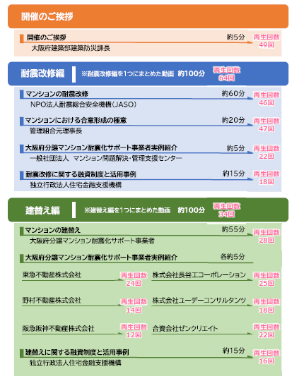 開催のご挨拶
開催のご挨拶 約5分 再生回数 49回
大阪府建築部建築防災課長
耐震改修編 ※耐震改修編を1つにまとめた動画 約100分 再生回数 64回
マンションの耐震改修 約60分 再生回数 46回
NPO法人耐震総合安全機構(JASO)
マンションにおける合意形成の極意 約20分 再生回数 47回
管理組合元理事長
大阪府分譲マンション耐震化サポート事業者実例紹介 約5分 再生回数 22回
一般社団法人 マンション問題解決・管理支援センター
耐震改修に関する融資制度と活用事例 約15分 再生回数 18回
独立行政法人住宅金融支援機構
建替え編 ※建替え編を1つにまとめた動画 約100分 再生回数 34回
マンションの建替え 約55分 再生回数 28回
大阪府分譲マンション耐震化サポート事業者
大阪府分譲マンション耐震化サポート事業者実例紹介 各約5分
東急不動産株式会社 再生回数 24回 株式会社長谷工コーポレーション 再生回数 25回
野村不動産株式会社 再生回数 19回 株式会社ユーデーコンサルタンツ 再生回数 18回
阪急阪神不動産株式会社 再生回数 12回 合資会社ゼンクリエイト 再生回数 22回
建替えに関する融資制度と活用事例 約15分 再生回数 16回
独立行政法人住宅金融支援機構